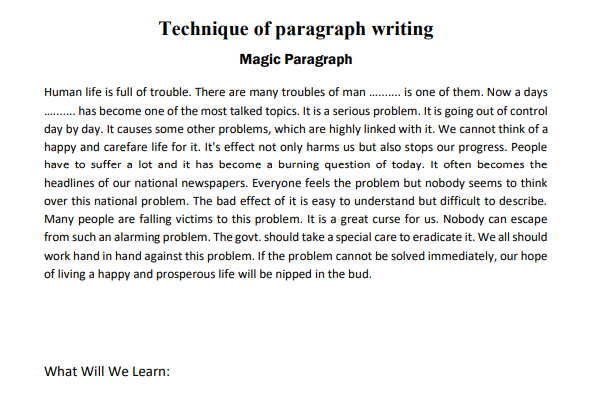 Technique of paragraph writing
Magic Paragraph
Human life is full of trouble. There are many troubles of man .......... is one of them. Now a days
.......... has become one of the most talked topics. It is a serious problem. It is going out of control
day by day. It causes some other problems, which are highly linked with it. We cannot think of a
happy and carefare life for it. It's effect not only harms us but also stops our progress. People
have to suffer a lot and it has become a burning question of today. It often becomes the
headlines of our national newspapers. Everyone feels the problem but nobody seems to think
over this national problem. The bad effect of it is easy to understand but difficult to describe.
Many people are falling victims to this problem. It is a great curse for us. Nobody can escape
from such an alarming problem. The govt. should take a special care to eradicate it. We all should
work hand in hand against this problem. If the problem cannot be solved immediately, our hope
of living a happy and prosperous life will be nipped in the bud.
What Will We Learn: